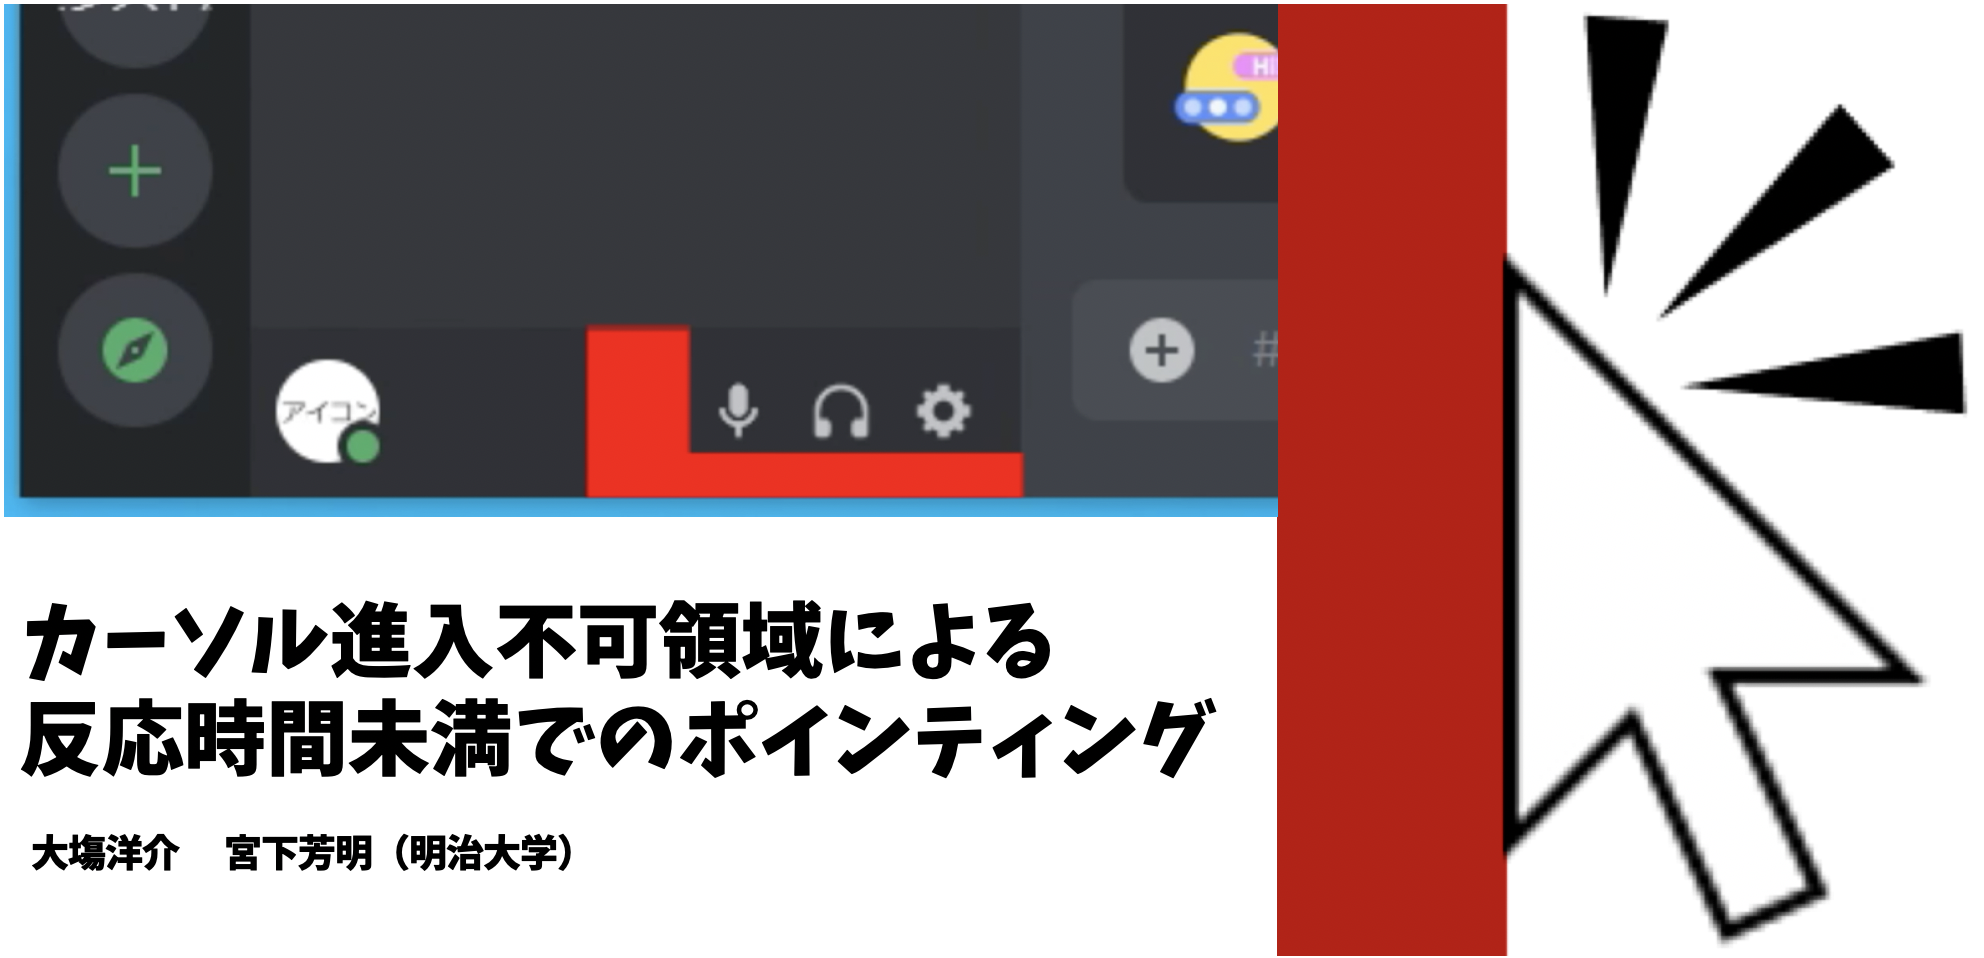 HI
アイコン
#
カーソル進入不可領域による
反応時間未満でのポインティング
大塲洋介　宮下芳明（明治大学）